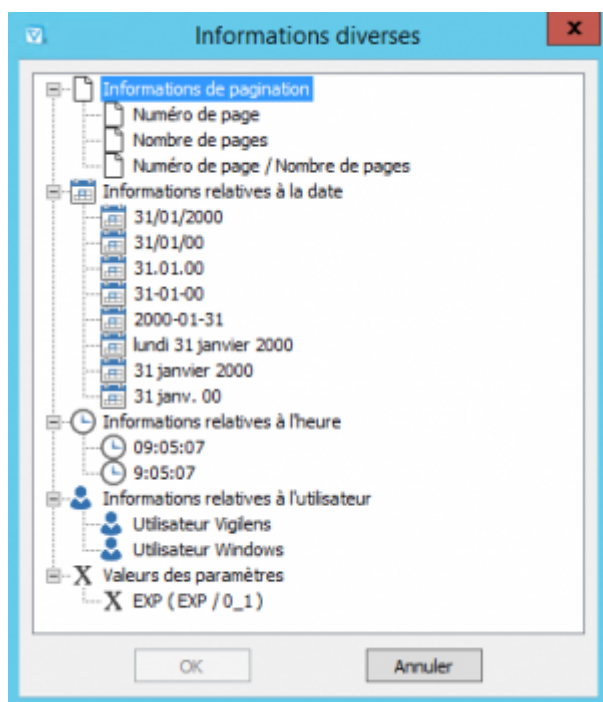 Informations diverses
x
Informations de pagination
Numéro de page
Nombre de pages
Numéro de page / Nombre de pages
Informations relatives à la date
31/01/2000
31/01/00
31.01.00
31-01-00
2000-01-31
lundi 31 janvier 2000
31 janvier 2000
31 janv. 00
Informations relatives à l'heure
09:05:07
9:05:07
Informations relatives à l'utilisateur
Utilisateur Vigilens
Utilisateur Windows
X Valeurs des paramètres
X EXP ( EXP / 0_1 )
OK Annuler